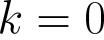 k = 0